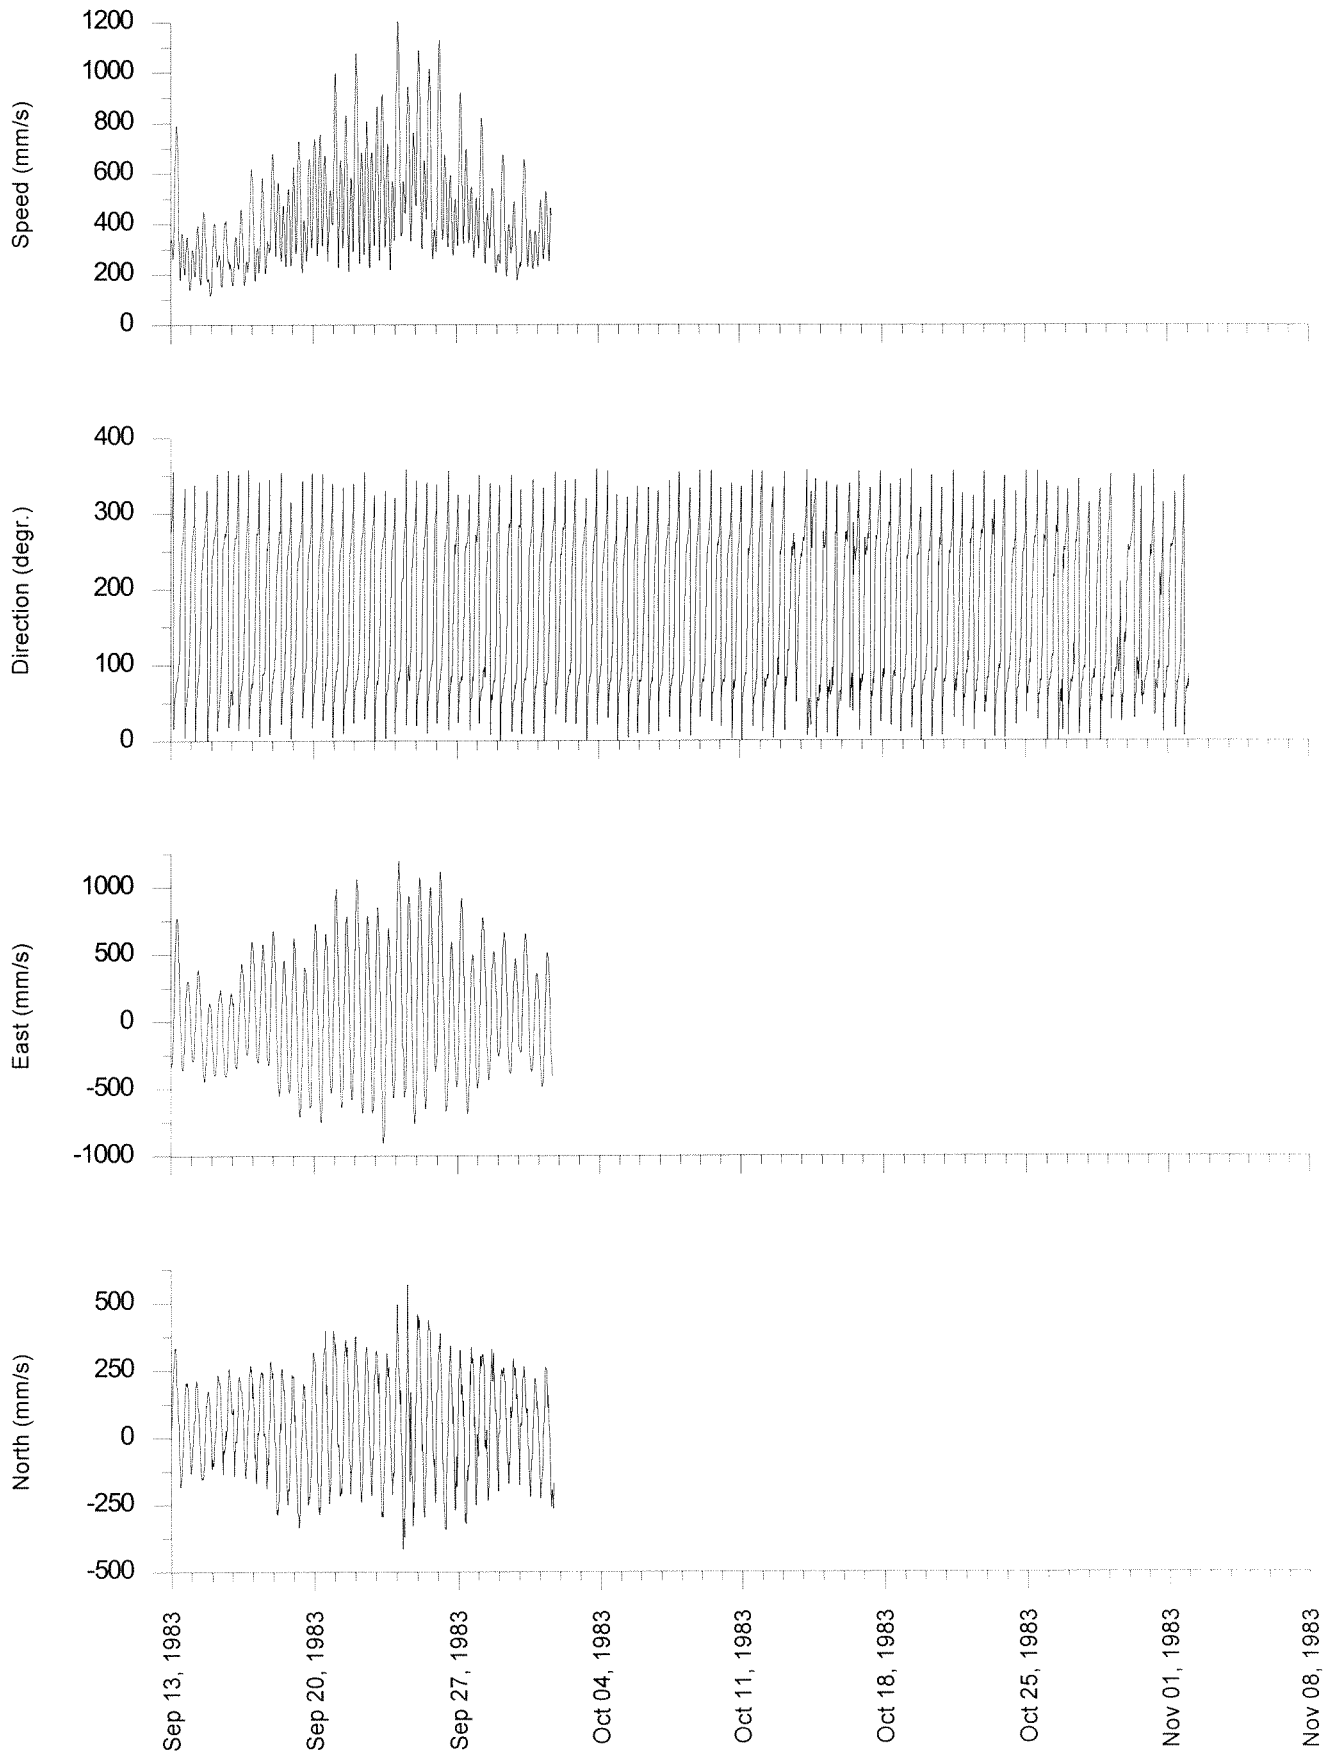 1200
1000
800
600
400
200
0
Speed (mm/s)
400
300
200
100
0
Direction (degr.)
1000
500
0
-500
-1000
East (mm/s)
500
250
0
-250
-500
North (mm/s)
Sep 13, 1983
Sep 20, 1983
Sep 27, 1983
Oct 04, 1983
Oct 11, 1983
Oct 18, 1983
Oct 25, 1983
Nov 01, 1983
Nov 08, 1983